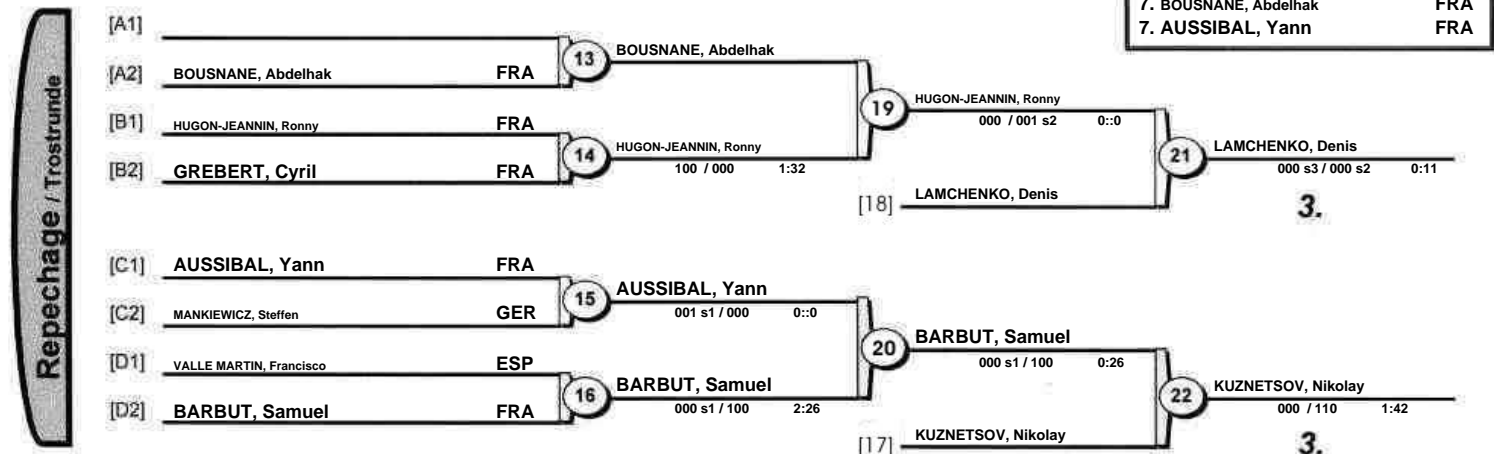 7. BOUSNANE, Abdelhak FRA
7. AUSSIBAL, Yann FRA
Repechage / Trostrunde
[A1]
[A2] BOUSNANE, Abdelhak FRA
13 BOUSNANE, Abdelhak
[B1] HUGON-JEANNIN, Ronny FRA
[B2] GREBERT, Cyril FRA
14 HUGON-JEANNIN, Ronny
100 / 000 1:32
19 HUGON-JEANNIN, Ronny
000 / 001 s2 0::0
[18] LAMCHENKO, Denis
21 LAMCHENKO, Denis
000 s3 / 000 s2 0:11
3.
[C1] AUSSIBAL, Yann FRA
[C2] MANKIEWICZ, Steffen GER
15 AUSSIBAL, Yann
001 s1 / 000 0::0
[D1] VALLE MARTIN, Francisco ESP
[D2] BARBUT, Samuel FRA
16 BARBUT, Samuel
000 s1 / 100 2:26
20 BARBUT, Samuel
000 s1 / 100 0:26
[17] KUZNETSOV, Nikolay
22 KUZNETSOV, Nikolay
000 / 110 1:42
3.